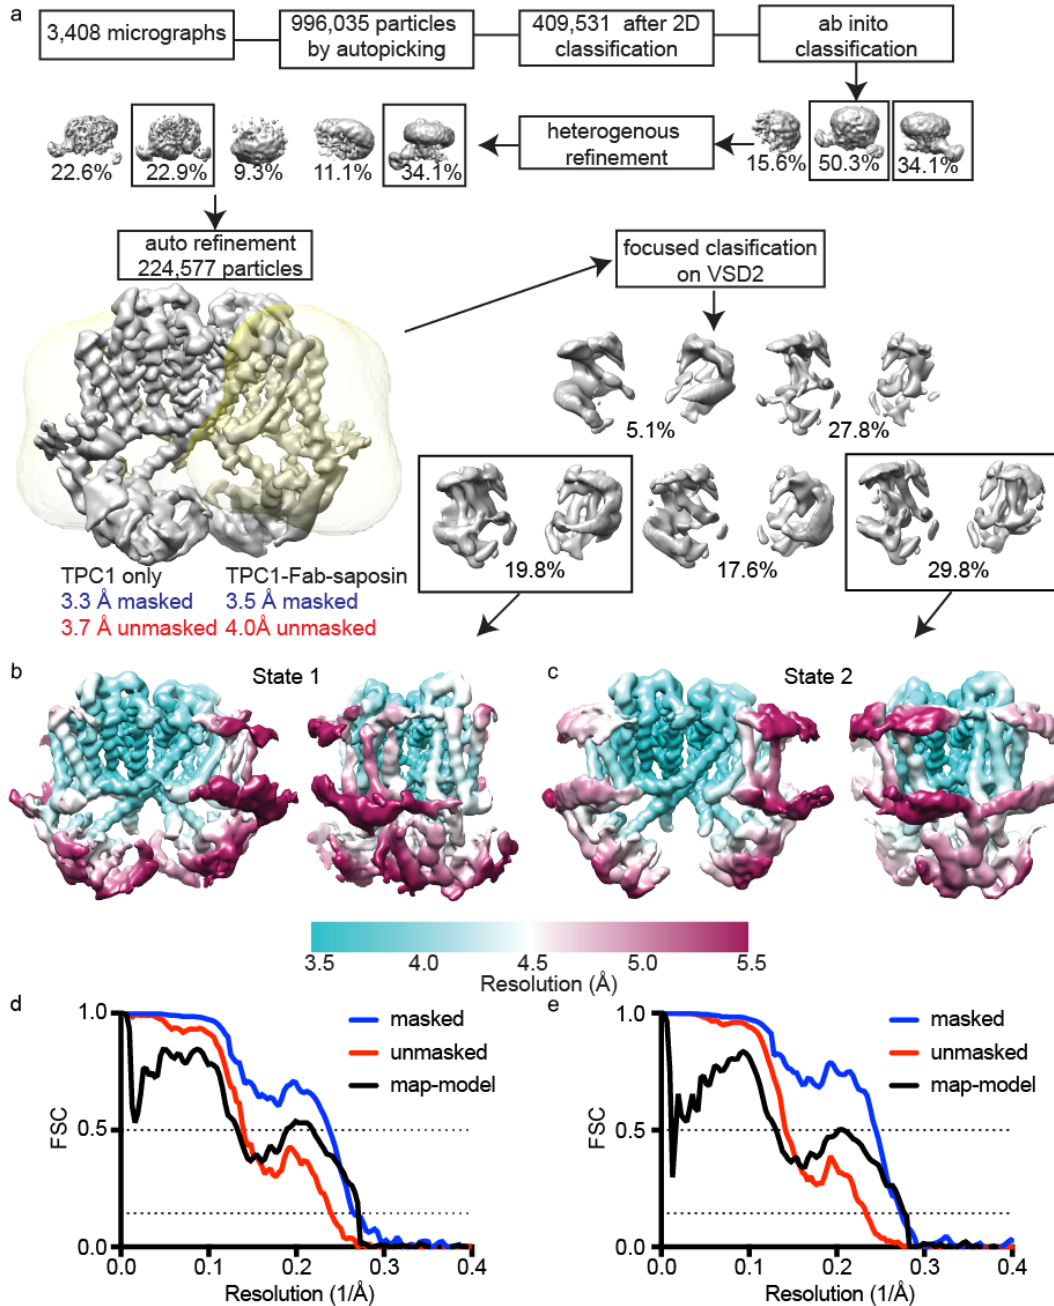 a
3,408 micrographs
996,035 particles
by autopicking
409,531 after 2D
classification
ab inito
classification
22.6%
22.9%
9.3%
11.1%
34.1%
heterogenous
refinement
15.6%
50.3%
34.1%
auto refinement
224,577 particles
focused clasification
on VSD2
5.1%
27.8%
19.8%
17.6%
29.8%
TPC1 only
3.3 Å masked
3.7 Å unmasked
TPC1-Fab-saposin
3.5 Å masked
4.0Å unmasked
b
State 1
c
State 2
3.5 4.0 4.5 5.0 5.5
Resolution (Å)
d
1.0
0.5
0.0
FSC
masked
unmasked
map-model
0.0 0.1 0.2 0.3 0.4
Resolution (1/Å)
e
1.0
0.5
0.0
FSC
masked
unmasked
map-model
0.0 0.1 0.2 0.3 0.4
Resolution (1/Å)